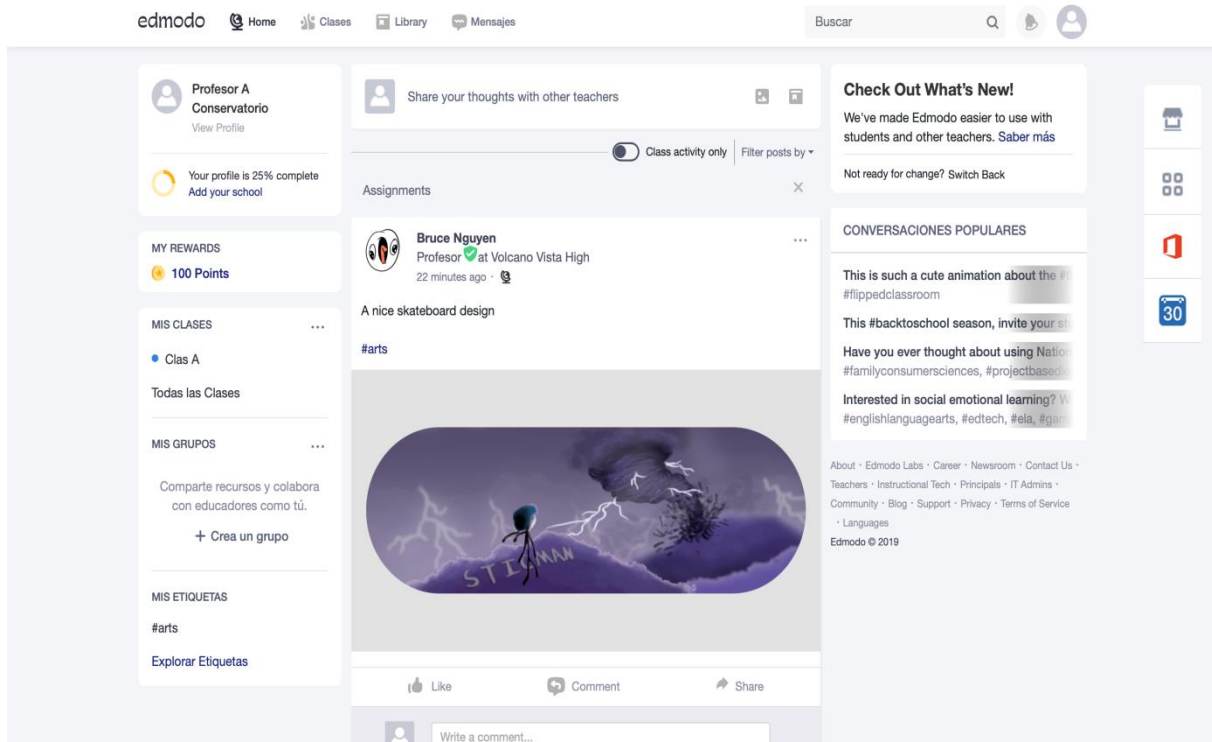 edmodo
Home
Clases
Library
Mensajes
Buscar
Profesor A
Conservatorio
View Profile
Your profile is 25% complete
Add your school
MY REWARDS
100 Points
MIS CLASES
Clas A
Todas las Clases
MIS GRUPOS
Comparte recursos y colabora
con educadores como tú.
+ Crea un grupo
MIS ETIQUETAS
#arts
Explorar Etiquetas
Share your thoughts with other teachers
Class activity only
Filter posts by
Assignments
Bruce Nguyen
Profesor at Volcano Vista High
22 minutes ago ·
A nice skateboard design
#arts
STICMAN
Like
Comment
Share
Write a comment...
Check Out What's New!
We've made Edmodo easier to use with
students and other teachers. Saber más
Not ready for change? Switch Back
CONVERSACIONES POPULARES
This is such a cute animation about the
#flippedclassroom
This #backtoschool season, invite your
Have you ever thought about using
#familyconsumersciences,
Interested in social emotional learning?
#englishlanguagearts, #edtech, #ela,
About · Edmodo Labs · Career · Newsroom · Contact Us ·
Teachers · Instructional Tech · Principals · IT Admins ·
Community · Blog · Support · Privacy · Terms of Service
· Languages
Edmodo © 2019
30